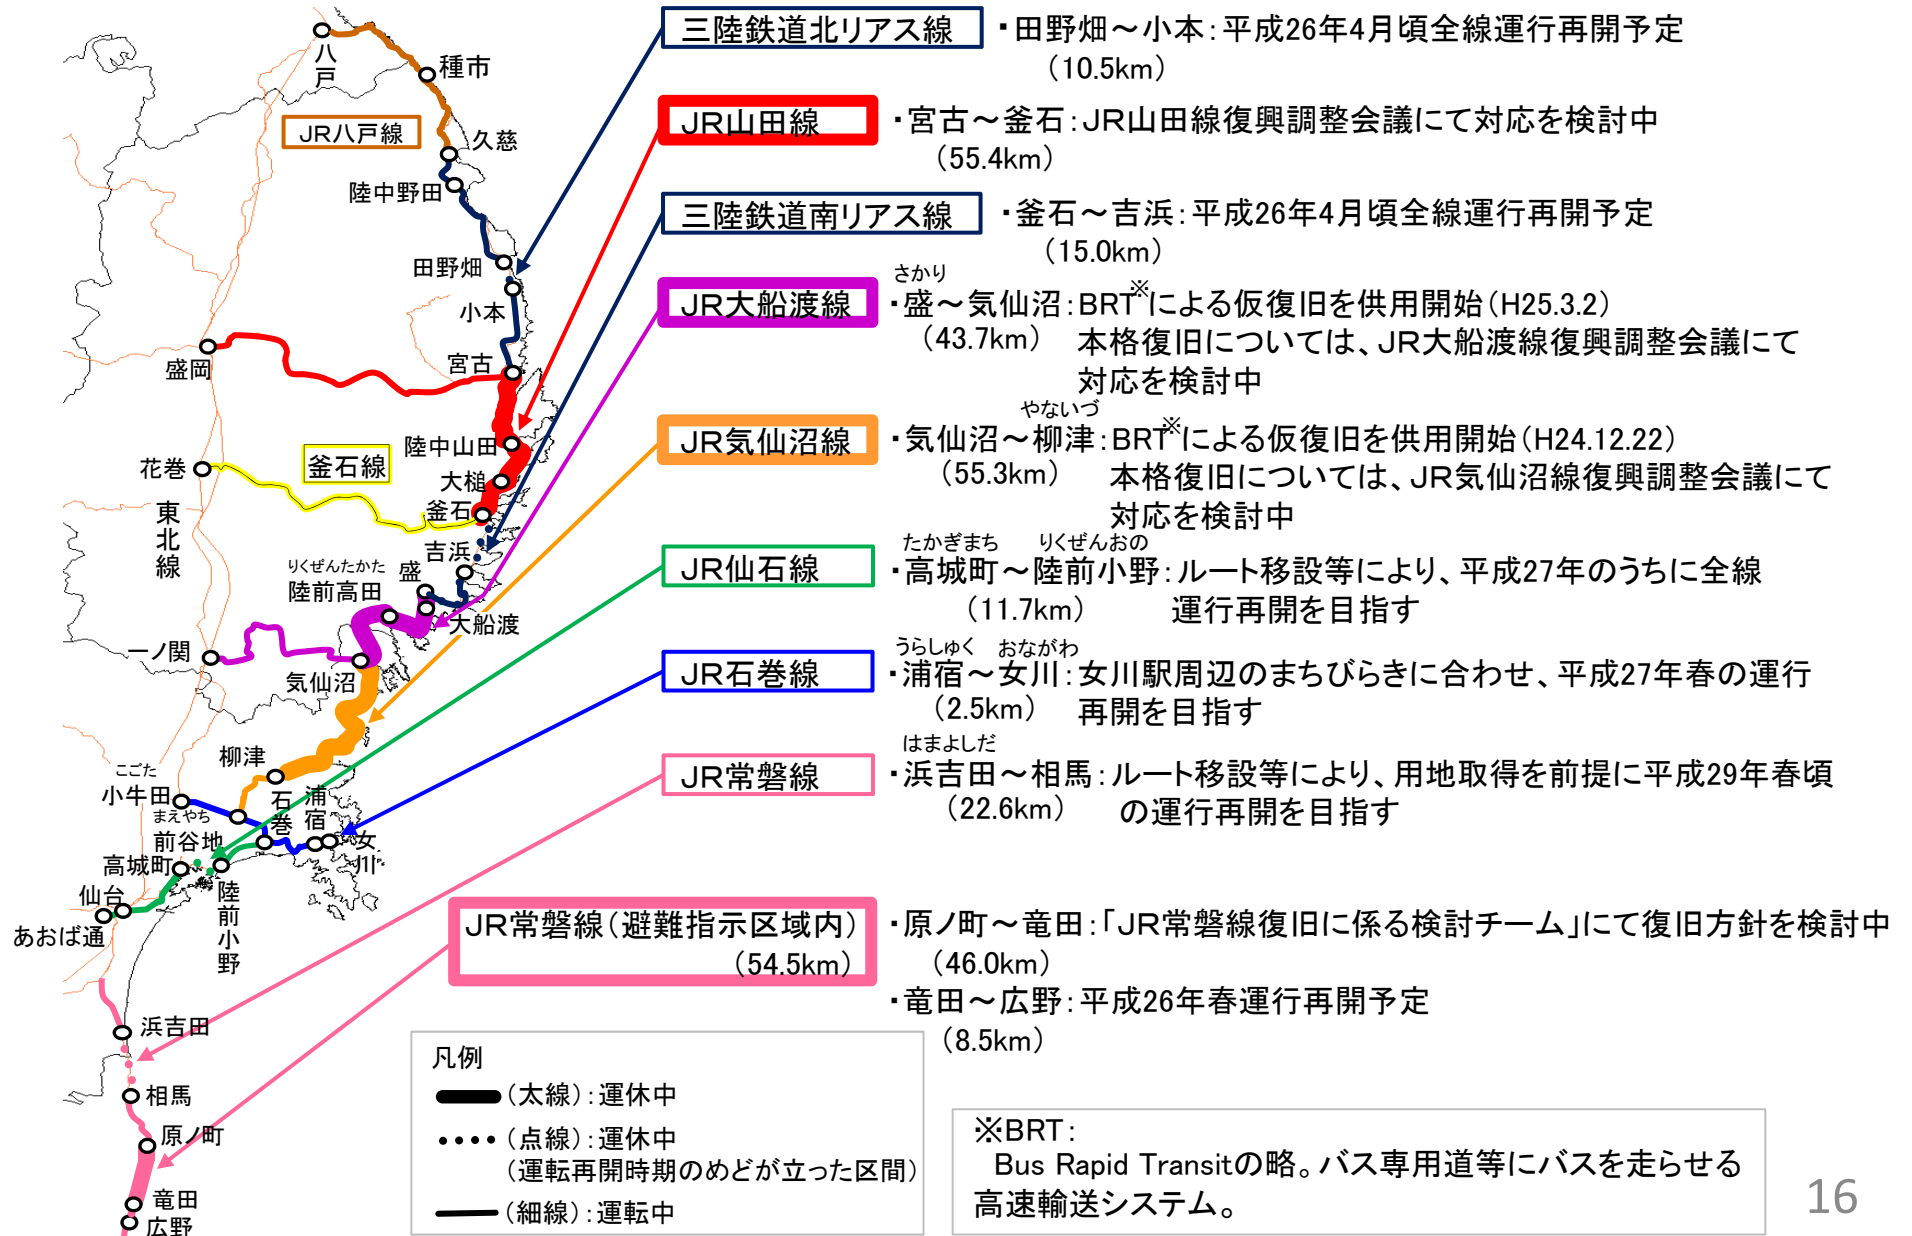 三陸鉄道北リアス線
・田野畑～小本：平成26年4月頃全線運行再開予定
（10.5km）
JR山田線
・宮古～釜石：JR山田線復興調整会議にて対応を検討中
（55.4km）
三陸鉄道南リアス線
・釜石～吉浜：平成26年4月頃全線運行再開予定
（15.0km）
JR大船渡線
さかり
・盛～気仙沼：BRT※による仮復旧を供用開始（H25.3.2）
（43.7km） 本格復旧については、JR大船渡線復興調整会議にて
対応を検討中
JR気仙沼線
やないづ
・気仙沼～柳津：BRT※による仮復旧を供用開始（H24.12.22）
（55.3km） 本格復旧については、JR気仙沼線復興調整会議にて
対応を検討中
JR仙石線
たかぎまち りくぜんおの
・高城町～陸前小野：ルート移設等により、平成27年のうちに全線
（11.7km） 運行再開を目指す
JR石巻線
うらしゅく おながわ
・浦宿～女川：女川駅周辺のまちびらきに合わせ、平成27年春の運行
（2.5km） 再開を目指す
JR常磐線
はまよしだ
・浜吉田～相馬：ルート移設等により、用地取得を前提に平成29年春頃
（22.6km） の運行再開を目指す
JR常磐線（避難指示区域内）
（54.5km）
・原ノ町～竜田：「JR常磐線復旧に係る検討チーム」にて復旧方針を検討中
（46.0km）
・竜田～広野：平成26年春運行再開予定
（8.5km）
八戸
種市
JR八戸線
久慈
陸中野田
田野畑
小本
盛岡
宮古
陸中山田
花巻
釜石線
大槌
釜石
東北線
吉浜
りくぜんたかた
陸前高田
盛
大船渡
一ノ関
気仙沼
柳津
こごた
小牛田
まえやち
前谷地
石巻
浦宿
女川
高城町
仙台
あおば通
陸前小野
浜吉田
相馬
原ノ町
竜田
広野
凡例
（太線）：運休中
（点線）：運休中
（運転再開時期のめどが立った区間）
（細線）：運転中
※BRT：
Bus Rapid Transitの略。バス専用道等にバスを走らせる
高速輸送システム。
16